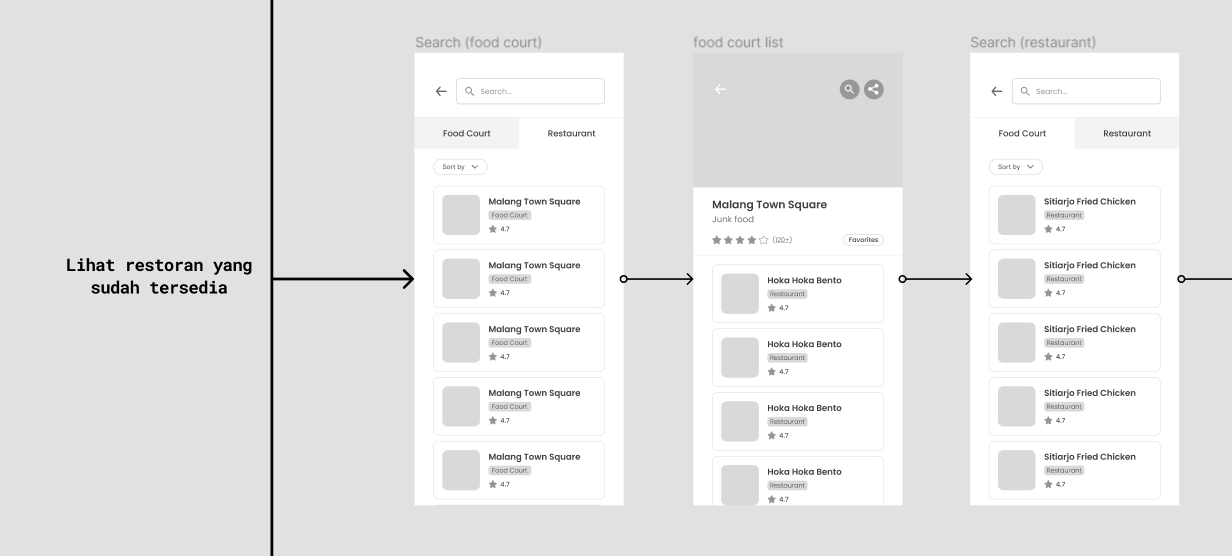 Lihat restoran yang
sudah tersedia
Search (food court)
Search...
Food Court
Restaurant
Sort by
Malang Town Square
Food Court
4.7
Malang Town Square
Food Court
4.7
Malang Town Square
Food Court
4.7
Malang Town Square
Food Court
4.7
Malang Town Square
Food Court
4.7
food court list
Malang Town Square
Junk food
(120+)
Favorites
Hoka Hoka Bento
Restaurant
4.7
Hoka Hoka Bento
Restaurant
4.7
Hoka Hoka Bento
Restaurant
4.7
Hoka Hoka Bento
Restaurant
4.7
Search (restaurant)
Search...
Food Court
Restaurant
Sort by
Sitiarjo Fried Chicken
Restaurant
4.7
Sitiarjo Fried Chicken
Restaurant
4.7
Sitiarjo Fried Chicken
Restaurant
4.7
Sitiarjo Fried Chicken
Restaurant
4.7
Sitiarjo Fried Chicken
Restaurant
4.7